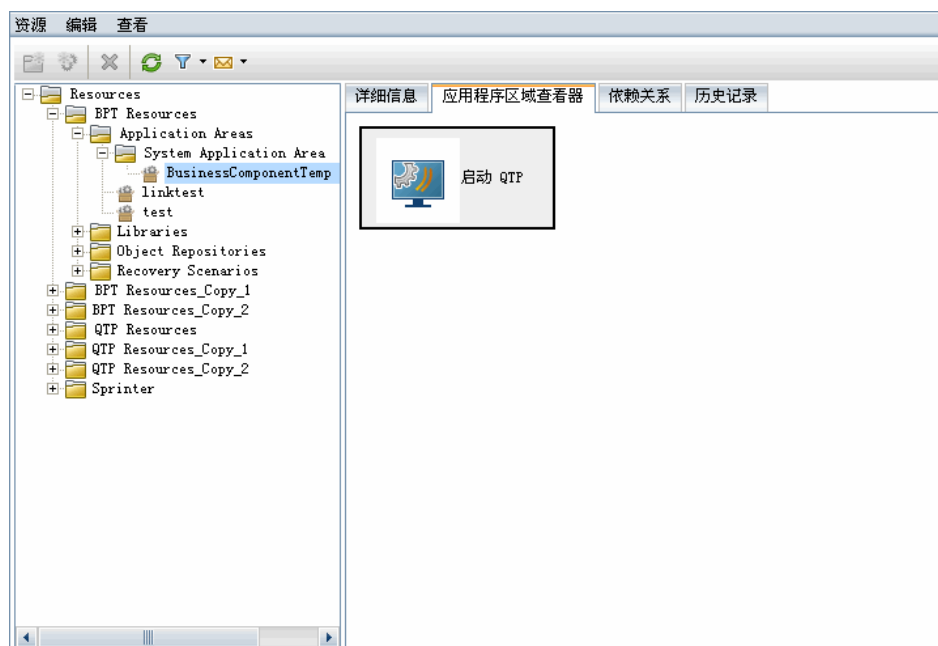 资源 编辑 查看
Resources
BPT Resources
Application Areas
System Application Area
BusinessComponentTemp
linktest
test
Libraries
Object Repositories
Recovery Scenarios
BPT Resources_Copy_1
BPT Resources_Copy_2
QTP Resources
QTP Resources_Copy_1
QTP Resources_Copy_2
Sprinter
详细信息 应用程序区域查看器 依赖关系 历史记录
启动 QTP